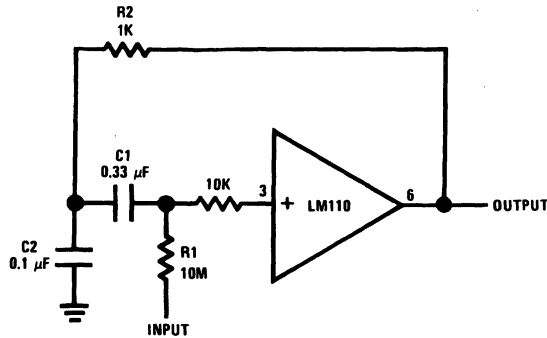 R2
1K
C1
0.33 µF
10K
3
+
LM110
6
OUTPUT
C2
0.1 µF
R1
10M
INPUT